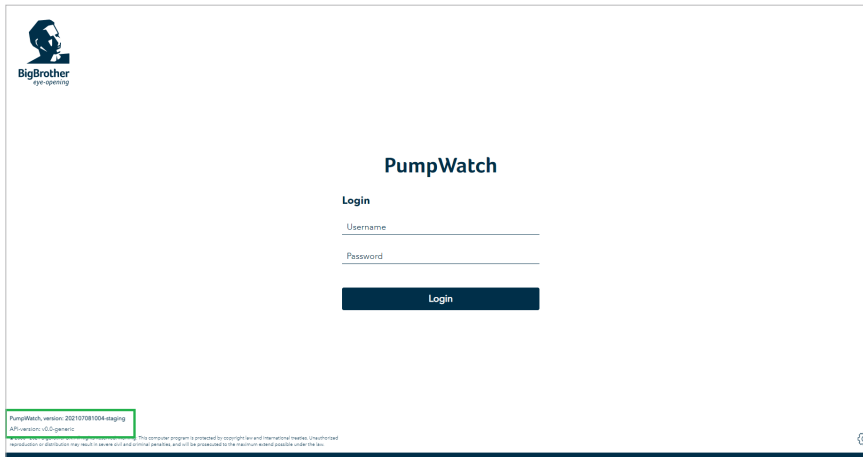 BigBrother
eye-opening
PumpWatch
Login
Username
Password
Login
PumpWatch, version: 202107081004-staging
API-version: v0.0-generic
This computer program is protected by copyright law and international treaties. Unauthorized
reproduction or distribution may result in severe civil and criminal penalties, and will be prosecuted to the maximum extend possible under the law.